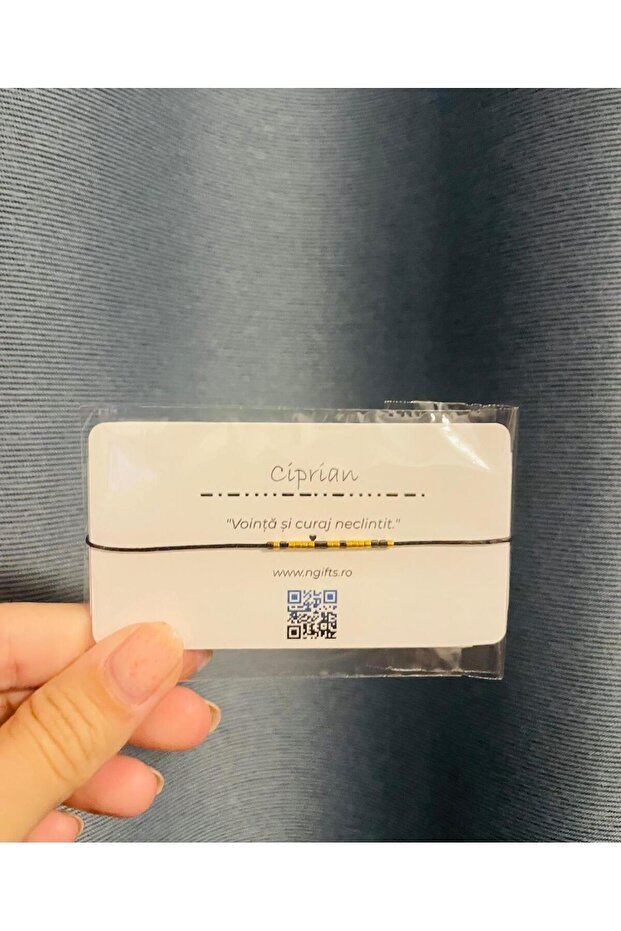 Ciprian
"Voință și curaj neclintit."
www.ngifts.ro